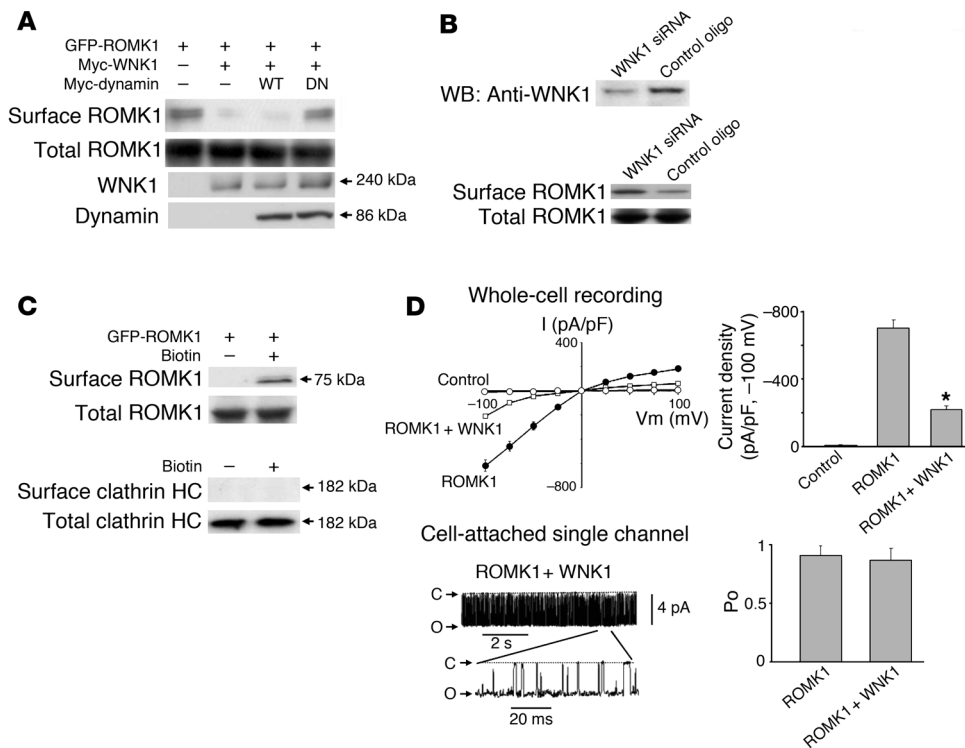 A
GFP-ROMK1 + + + +
Myc-WNK1 – + + +
Myc-dynamin – – WT DN
Surface ROMK1
Total ROMK1
WNK1 240 kDa
Dynamin 86 kDa
B
WNK1 siRNA Control oligo
WB: Anti-WNK1
WNK1 siRNA Control oligo
Surface ROMK1
Total ROMK1
C
GFP-ROMK1 + +
Biotin – +
Surface ROMK1 75 kDa
Total ROMK1
Biotin – +
Surface clathrin HC 182 kDa
Total clathrin HC 182 kDa
D
Whole-cell recording
I (pA/pF)
400
Control
–100 100
Vm (mV)
ROMK1 + WNK1
ROMK1
–800
Current density
(pA/pF, –100 mV)
–800
–400
0
*
Control ROMK1 ROMK1+ WNK1
Cell-attached single channel
ROMK1+ WNK1
C
O
4 pA
2 s
C
O
20 ms
Po
1
0.5
1
ROMK1 ROMK1+ WNK1